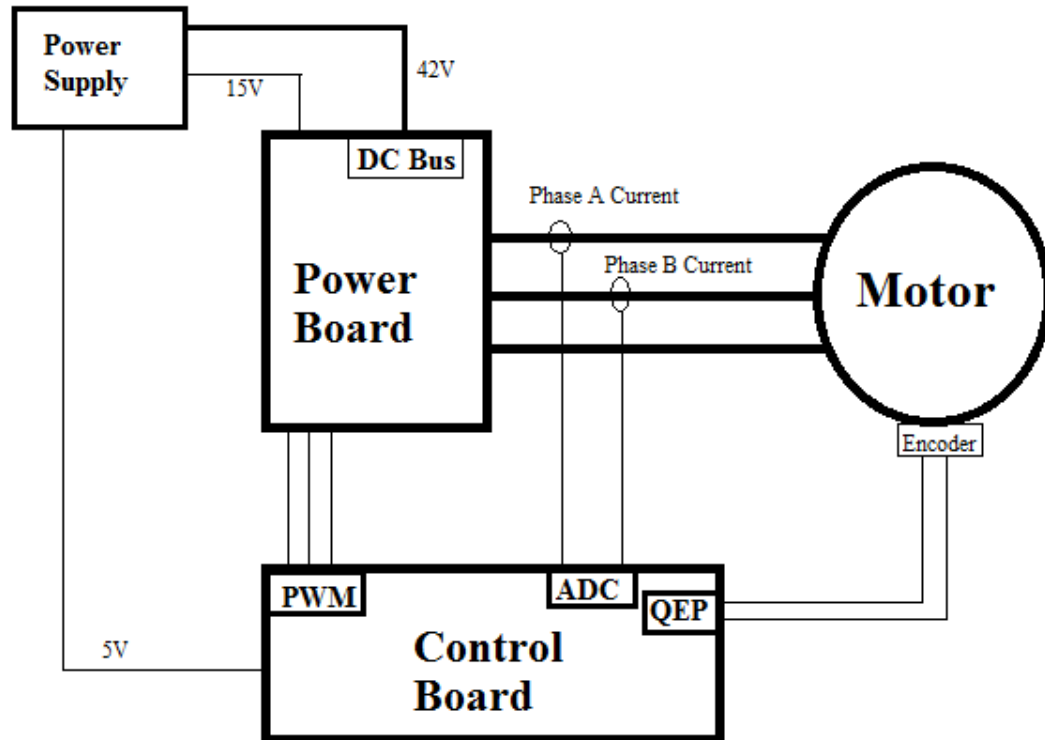 Power
Supply
15V
42V
DC Bus
Phase A Current
Phase B Current
Power
Board
Motor
Encoder
PWM
ADC
QEP
5V
Control
Board